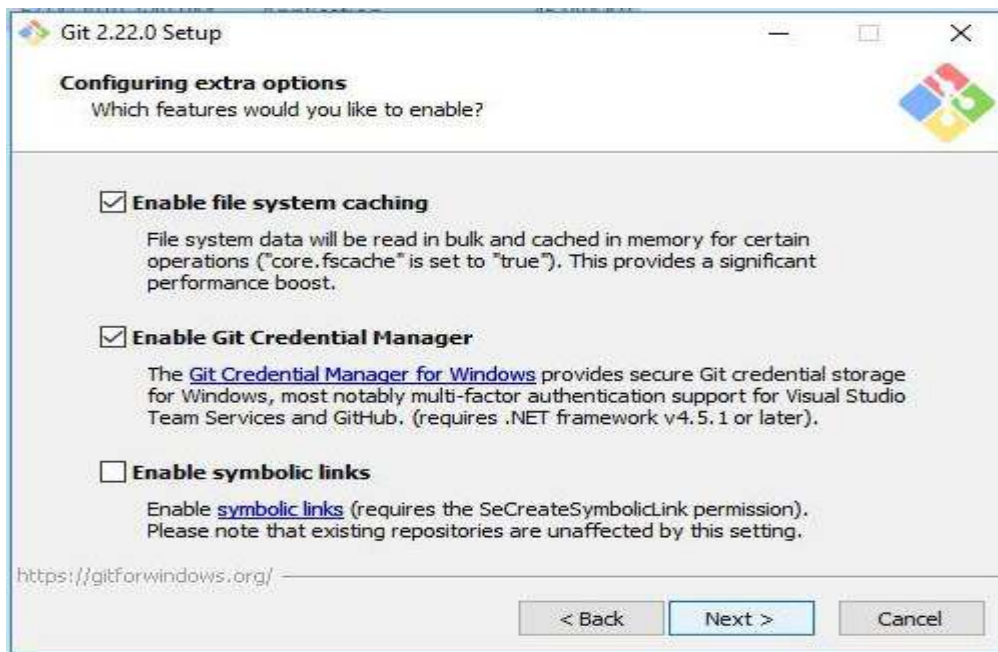 Git 2.22.0 Setup
Configuring extra options
Which features would you like to enable?
Enable file system caching
File system data will be read in bulk and cached in memory for certain
operations ("core.fscache" is set to "true"). This provides a significant
performance boost.
Enable Git Credential Manager
The Git Credential Manager for Windows provides secure Git credential storage
for Windows, most notably multi-factor authentication support for Visual Studio
Team Services and GitHub. (requires .NET framework v4.5.1 or later).
Enable symbolic links
Enable symbolic links (requires the SeCreateSymbolicLink permission).
Please note that existing repositories are unaffected by this setting.
https://gitforwindows.org/
< Back Next > Cancel